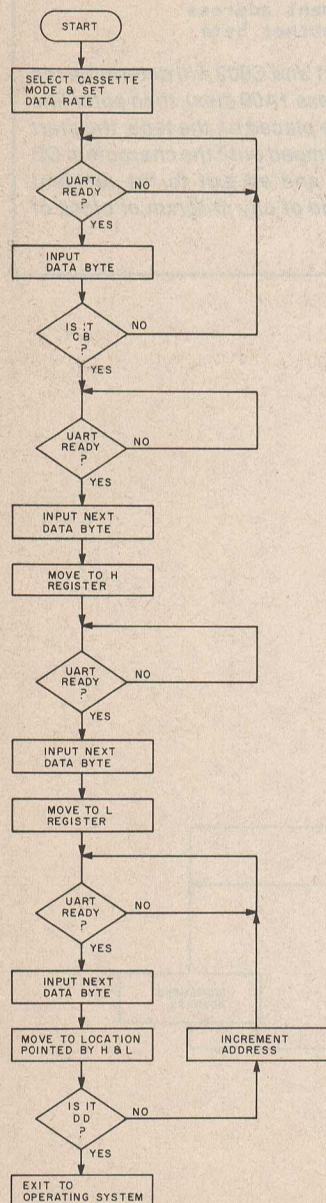 START
SELECT CASSETTE
MODE & SET
DATA RATE
UART
READY
?
NO
YES
INPUT
DATA BYTE
IS IT
CB
?
NO
YES
UART
READY
?
NO
YES
INPUT NEXT
DATA BYTE
MOVE TO H
REGISTER
UART
READY
?
NO
YES
INPUT NEXT
DATA BYTE
MOVE TO L
REGISTER
UART
READY
?
NO
YES
INPUT NEXT
DATA BYTE
MOVE TO LOCATION
POINTED BY H & L
INCREMENT
ADDRESS
IS IT
DD
?
NO
YES
EXIT TO
OPERATING SYSTEM